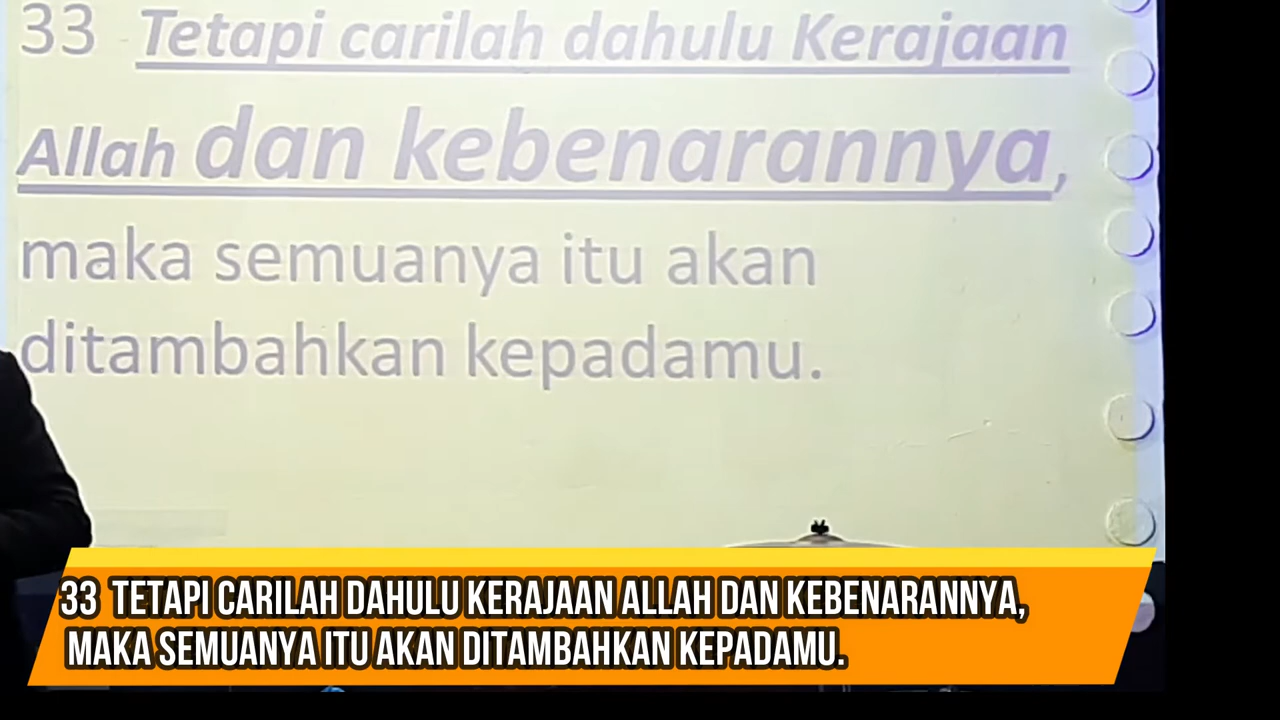 33 Tetapi carilah dahulu Kerajaan
Allah dan kebenarannya,
maka semuanya itu akan
ditambahkan kepadamu.
33 TETAPI CARILAH DAHULU KERAJAAN ALLAH DAN KEBENARANNYA,
MAKA SEMUANYA ITU AKAN DITAMBAHKAN KEPADAMU.